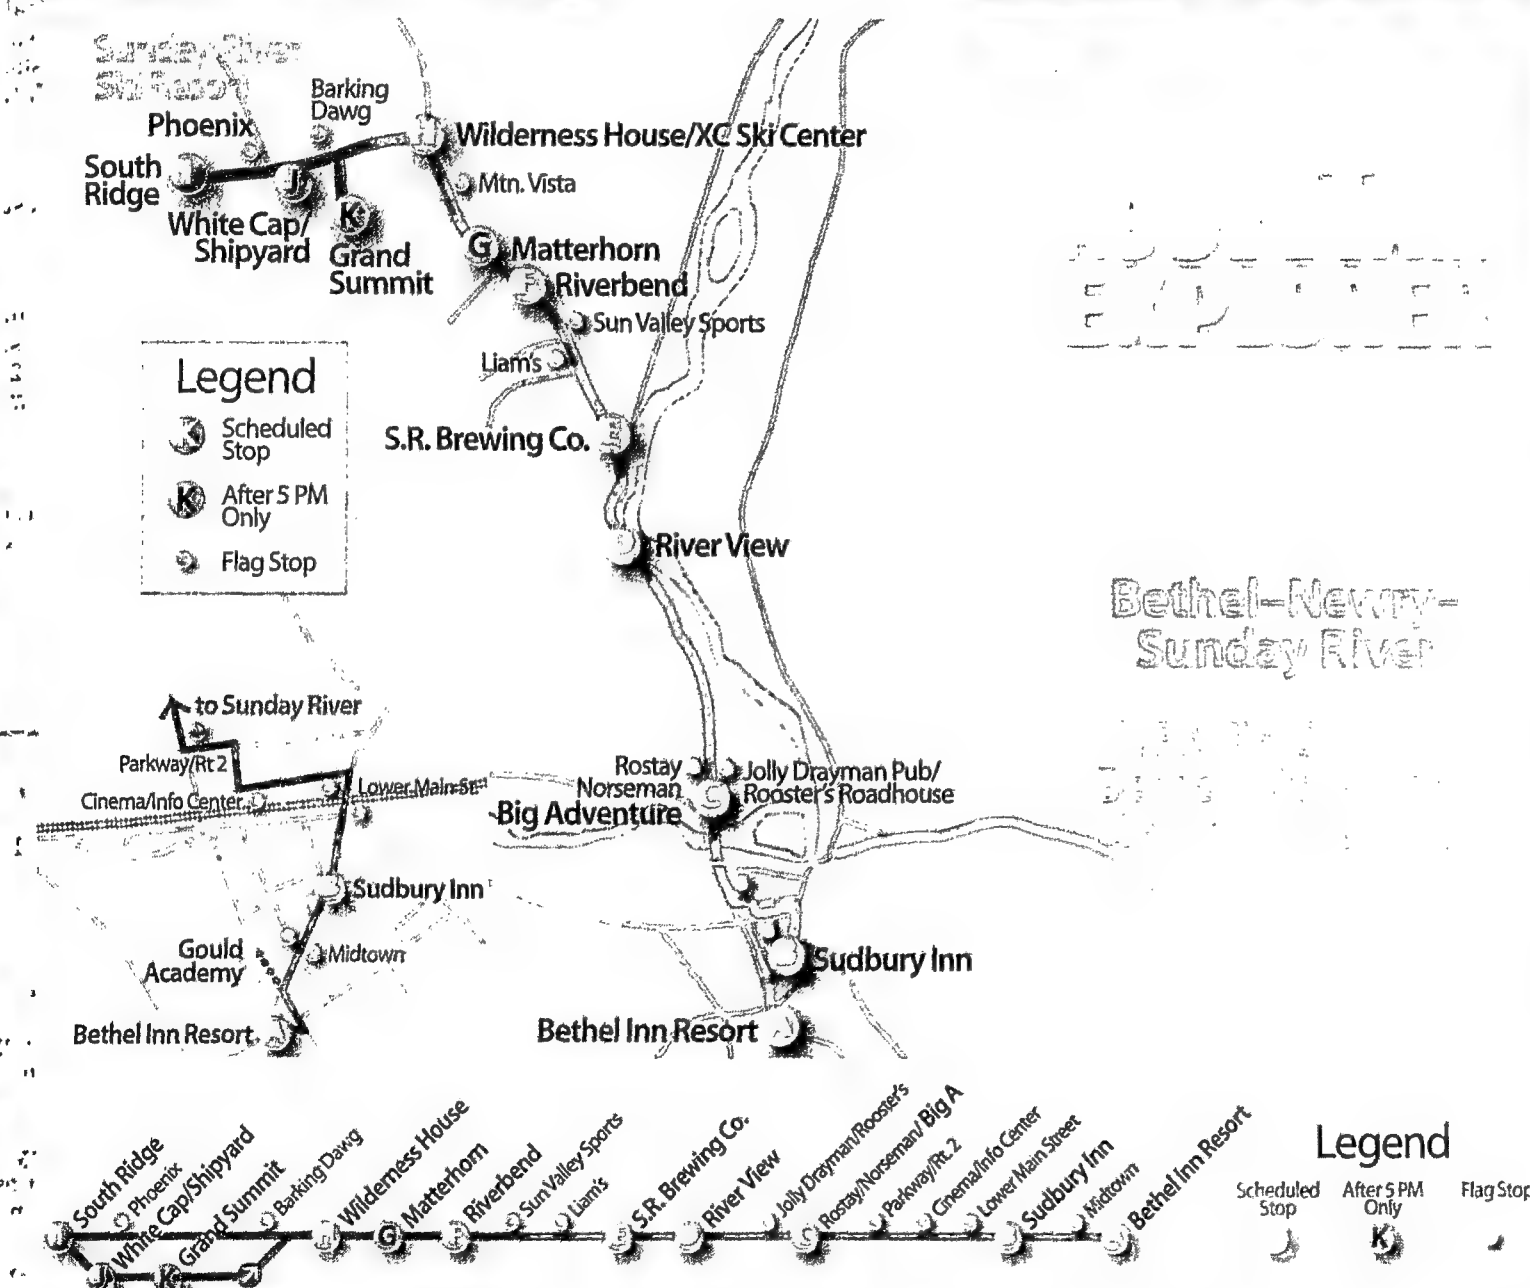 Sunday River
Ski Resort
Barking
Dawg
Phoenix
Wilderness House/XC Ski Center
South
Ridge
J
Mtn. Vista
White Cap/
Shipyard
K
Grand
Summit
G
Matterhorn
Riverbend
Sun Valley Sports
Liam's
Legend
Scheduled
Stop
K
After 5 PM
Only
Flag Stop
S.R. Brewing Co.
River View
Bethel–Newry–
Sunday River
to Sunday River
Parkway/Rt 2
Cinema/Info Center
Lower Main St.
Rostay
Norseman
Big Adventure
Jolly Drayman Pub/
Rooster's Roadhouse
Sudbury Inn
Gould
Academy
Midtown
Bethel Inn Resort
Sudbury Inn
Bethel Inn Resort
South Ridge
Phoenix
White Cap/Shipyard
Grand Summit
Barking Dawg
Wilderness House
Matterhorn
Riverbend
Sun Valley Sports
Liam's
S.R. Brewing Co.
River View
Jolly Drayman/Rooster's
Rostay/Norseman/Big A
Parkway/Rt. 2
Cinema/Info Center
Lower Main Street
Sudbury Inn
Midtown
Bethel Inn Resort
J
K
G
Legend
Scheduled
Stop
After 5 PM
Only
K
Flag Stop